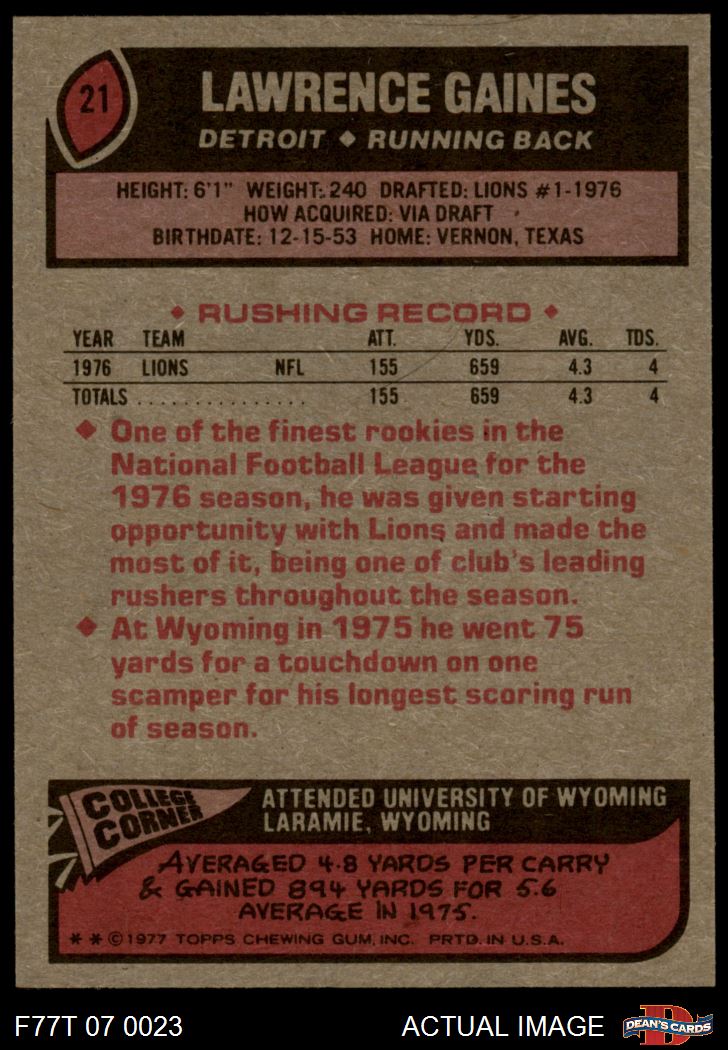 21
LAWRENCE GAINES
DETROIT ◆ RUNNING BACK
HEIGHT: 6'1" WEIGHT: 240 DRAFTED: LIONS #1-1976
HOW ACQUIRED: VIA DRAFT
BIRTHDATE: 12-15-53 HOME: VERNON, TEXAS
◆ RUSHING RECORD ◆
YEAR TEAM ATT. YDS. AVG. TDS.
1976 LIONS NFL 155 659 4.3 4
TOTALS . . . . . . . . . . . . . . . 155 659 4.3 4
◆ One of the finest rookies in the
National Football League for the
1976 season, he was given starting
opportunity with Lions and made the
most of it, being one of club's leading
rushers throughout the season.
◆ At Wyoming in 1975 he went 75
yards for a touchdown on one
scamper for his longest scoring run
of season.
COLLEGE
CORNER
ATTENDED UNIVERSITY OF WYOMING
LARAMIE, WYOMING
AVERAGED 4.8 YARDS PER CARRY
& GAINED 894 YARDS FOR 5.6
AVERAGE IN 1975.
* * © 1977 TOPPS CHEWING GUM, INC. PRTD. IN U.S.A.
F77T 07 0023 ACTUAL IMAGE
D
DEAN'S CARDS